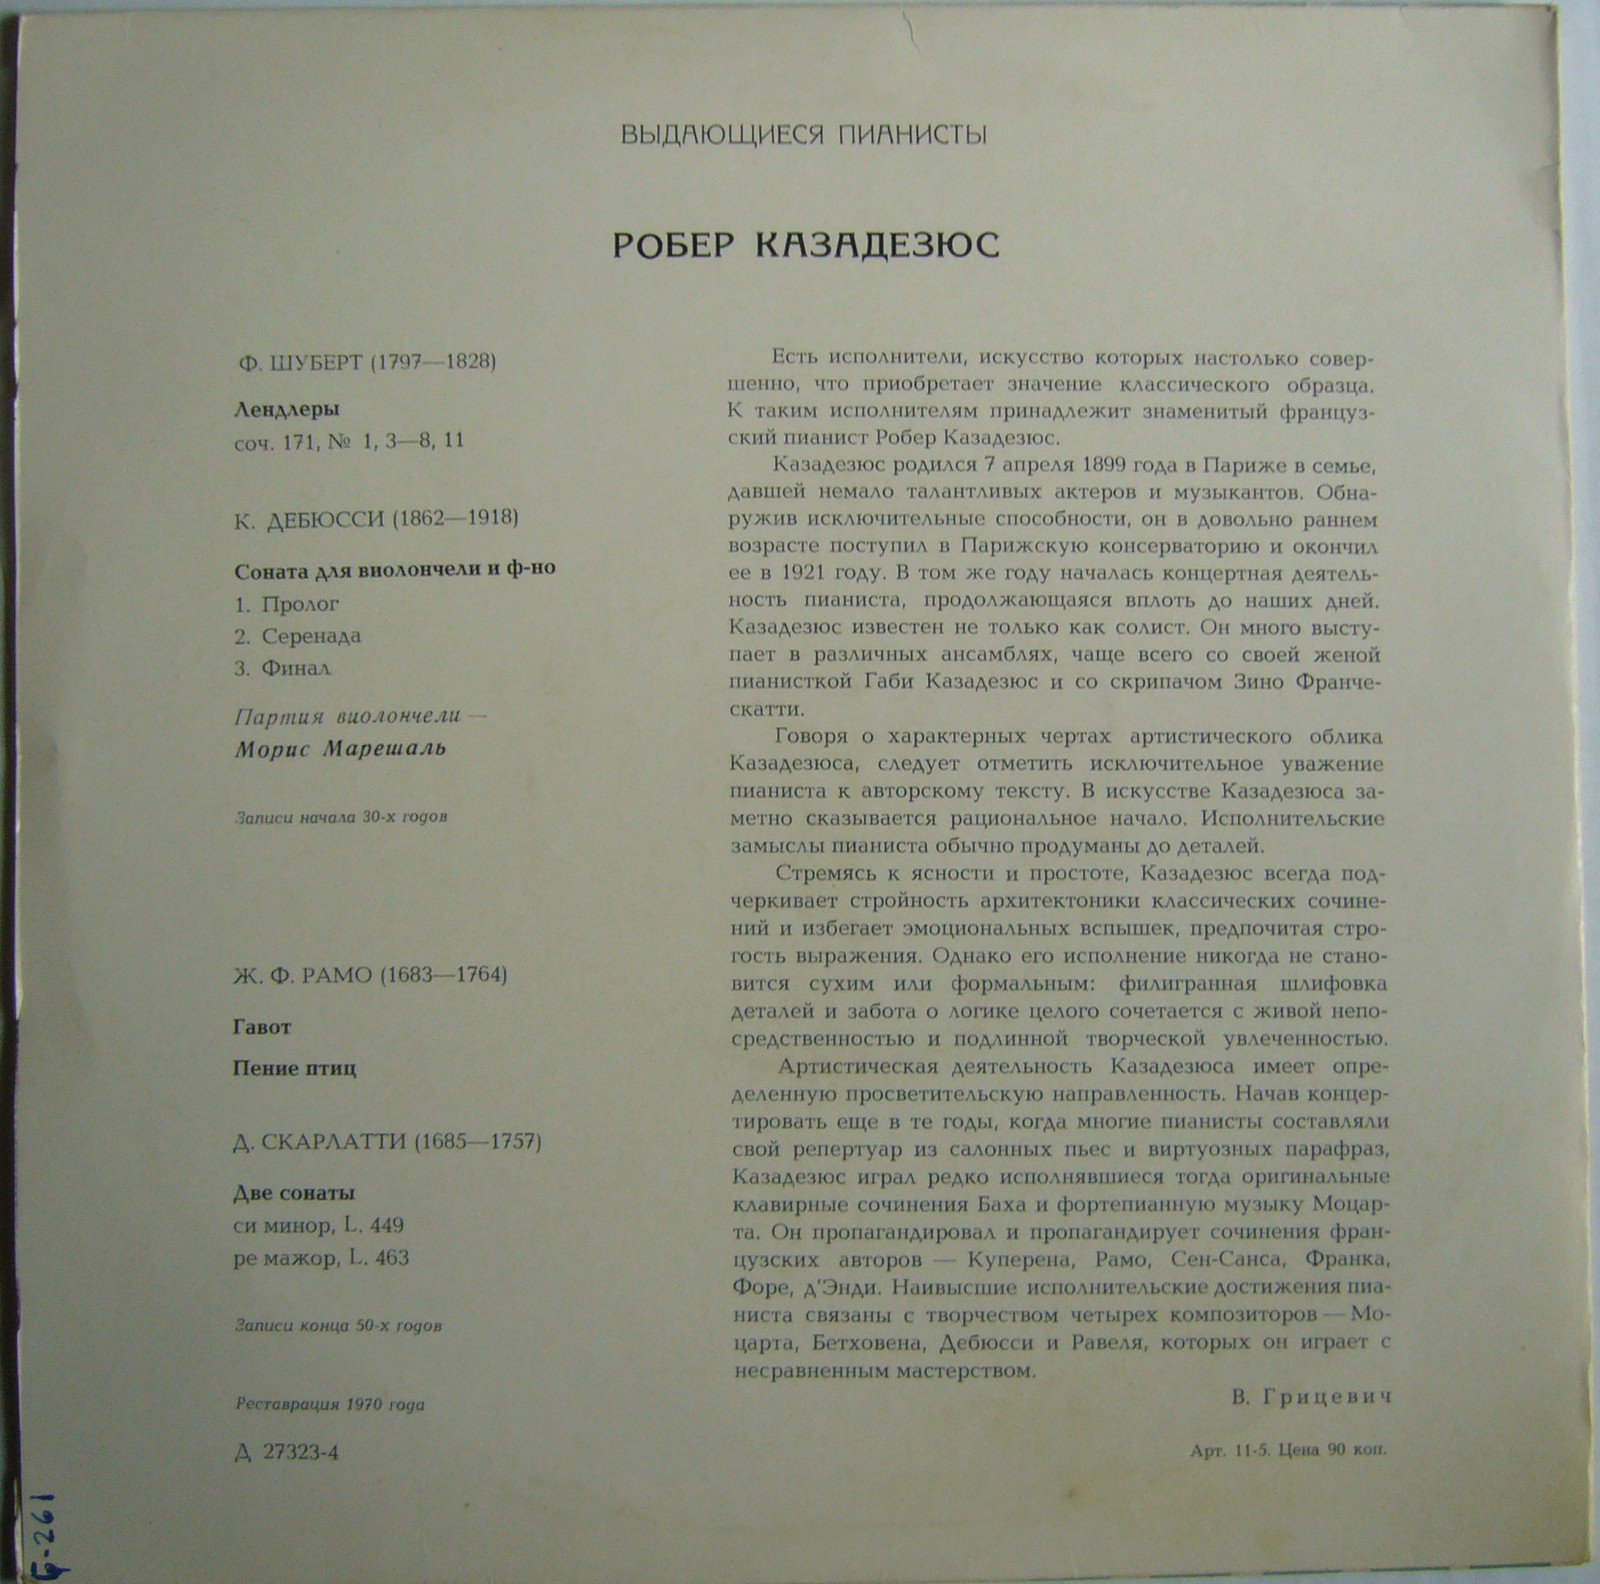 ВЫДАЮЩИЕСЯ ПИАНИСТЫ
РОБЕР КАЗАДЕЗЮС
Ф. ШУБЕРТ (1797—1828)
Лендлеры
соч. 171, № 1, 3—8, 11
К. ДЕБЮССИ (1862—1918)
Соната для виолончели и ф-но
1. Пролог
2. Серенада
3. Финал
Партия виолончели —
Морис Марешаль
Записи начала 30-х годов
Ж. Ф. РАМО (1683—1764)
Гавот
Пение птиц
Д. СКАРЛАТТИ (1685—1757)
Две сонаты
си минор, L. 449
ре мажор, L. 463
Записи конца 50-х годов
Реставрация 1970 года
Д 27323-4
Есть исполнители, искусство которых настолько совер-
шенно, что приобретает значение классического образца.
К таким исполнителям принадлежит знаменитый француз-
ский пианист Робер Казадезюс.
Казадезюс родился 7 апреля 1899 года в Париже в семье,
давшей немало талантливых актеров и музыкантов. Обна-
ружив исключительные способности, он в довольно раннем
возрасте поступил в Парижскую консерваторию и окончил
ее в 1921 году. В том же году началась концертная деятель-
ность пианиста, продолжающаяся вплоть до наших дней.
Казадезюс известен не только как солист. Он много высту-
пает в различных ансамблях, чаще всего со своей женой
пианисткой Габи Казадезюс и со скрипачом Зино Франче-
скатти.
Говоря о характерных чертах артистического облика
Казадезюса, следует отметить исключительное уважение
пианиста к авторскому тексту. В искусстве Казадезюса за-
метно сказывается рациональное начало. Исполнительские
замыслы пианиста обычно продуманы до деталей.
Стремясь к ясности и простоте, Казадезюс всегда под-
черкивает стройность архитектоники классических сочине-
ний и избегает эмоциональных вспышек, предпочитая стро-
гость выражения. Однако его исполнение никогда не стано-
вится сухим или формальным: филигранная шлифовка
деталей и забота о логике целого сочетается с живой непо-
средственностью и подлинной творческой увлеченностью.
Артистическая деятельность Казадезюса имеет опре-
деленную просветительскую направленность. Начав концер-
тировать еще в те годы, когда многие пианисты составляли
свой репертуар из салонных пьес и виртуозных парафраз,
Казадезюс играл редко исполнявшиеся тогда оригинальные
клавирные сочинения Баха и фортепианную музыку Моцар-
та. Он пропагандировал и пропагандирует сочинения фран-
цузских авторов — Куперена, Рамо, Сен-Санса, Франка,
Форе, д'Энди. Наивысшие исполнительские достижения пиа-
ниста связаны с творчеством четырех композиторов — Мо-
царта, Бетховена, Дебюсси и Равеля, которых он играет с
несравненным мастерством.
В. Грицевич
Арт. 11-5. Цена 90 коп.